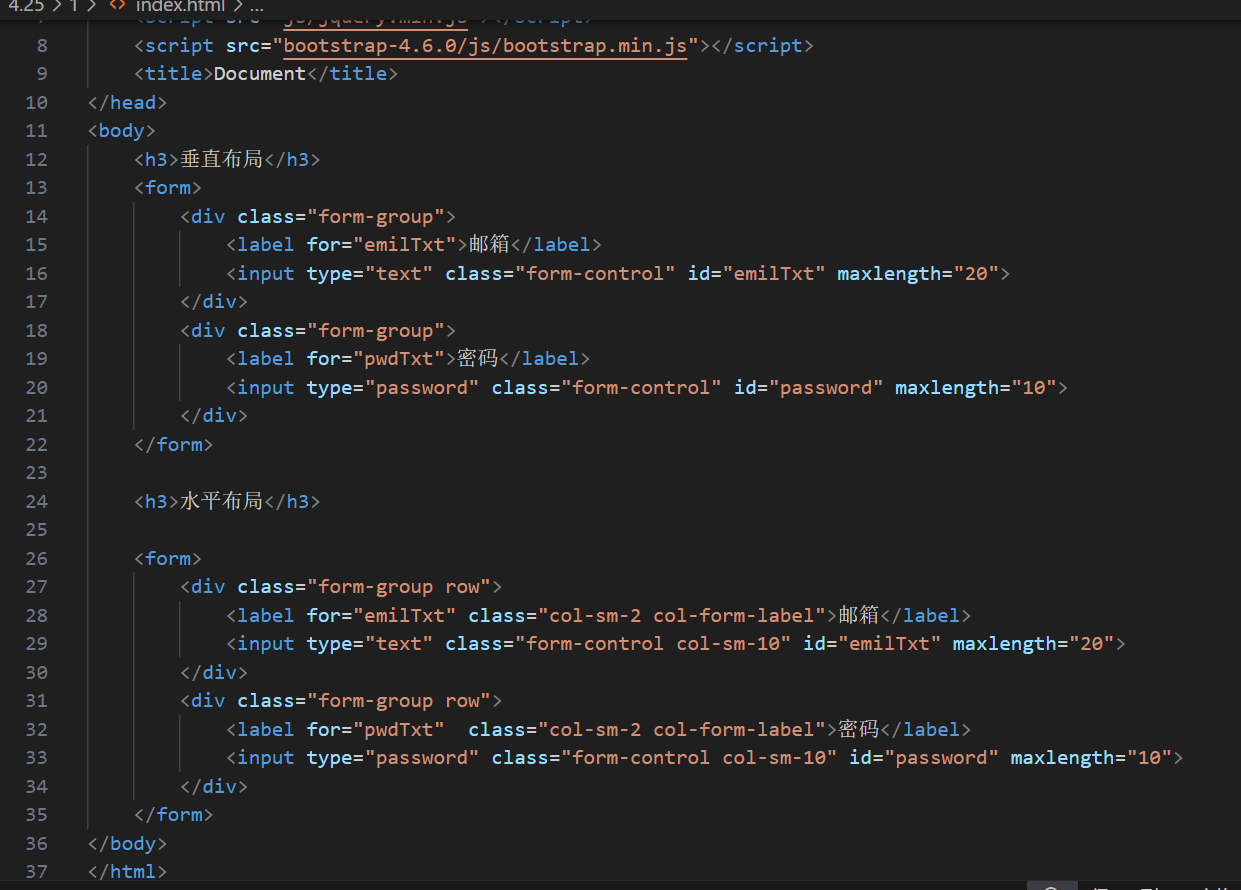 4.25 > 1 > <> index.html > ...
7 <script src="js/jquery.min.js"></script>
8 <script src="bootstrap-4.6.0/js/bootstrap.min.js"></script>
9 <title>Document</title>
10 </head>
11 <body>
12 <h3>垂直布局</h3>
13 <form>
14 <div class="form-group">
15 <label for="emilTxt">邮箱</label>
16 <input type="text" class="form-control" id="emilTxt" maxlength="20">
17 </div>
18 <div class="form-group">
19 <label for="pwdTxt">密码</label>
20 <input type="password" class="form-control" id="password" maxlength="10">
21 </div>
22 </form>
23
24 <h3>水平布局</h3>
25
26 <form>
27 <div class="form-group row">
28 <label for="emilTxt" class="col-sm-2 col-form-label">邮箱</label>
29 <input type="text" class="form-control col-sm-10" id="emilTxt" maxlength="20">
30 </div>
31 <div class="form-group row">
32 <label for="pwdTxt"  class="col-sm-2 col-form-label">密码</label>
33 <input type="password" class="form-control col-sm-10" id="password" maxlength="10">
34 </div>
35 </form>
36 </body>
37 </html>